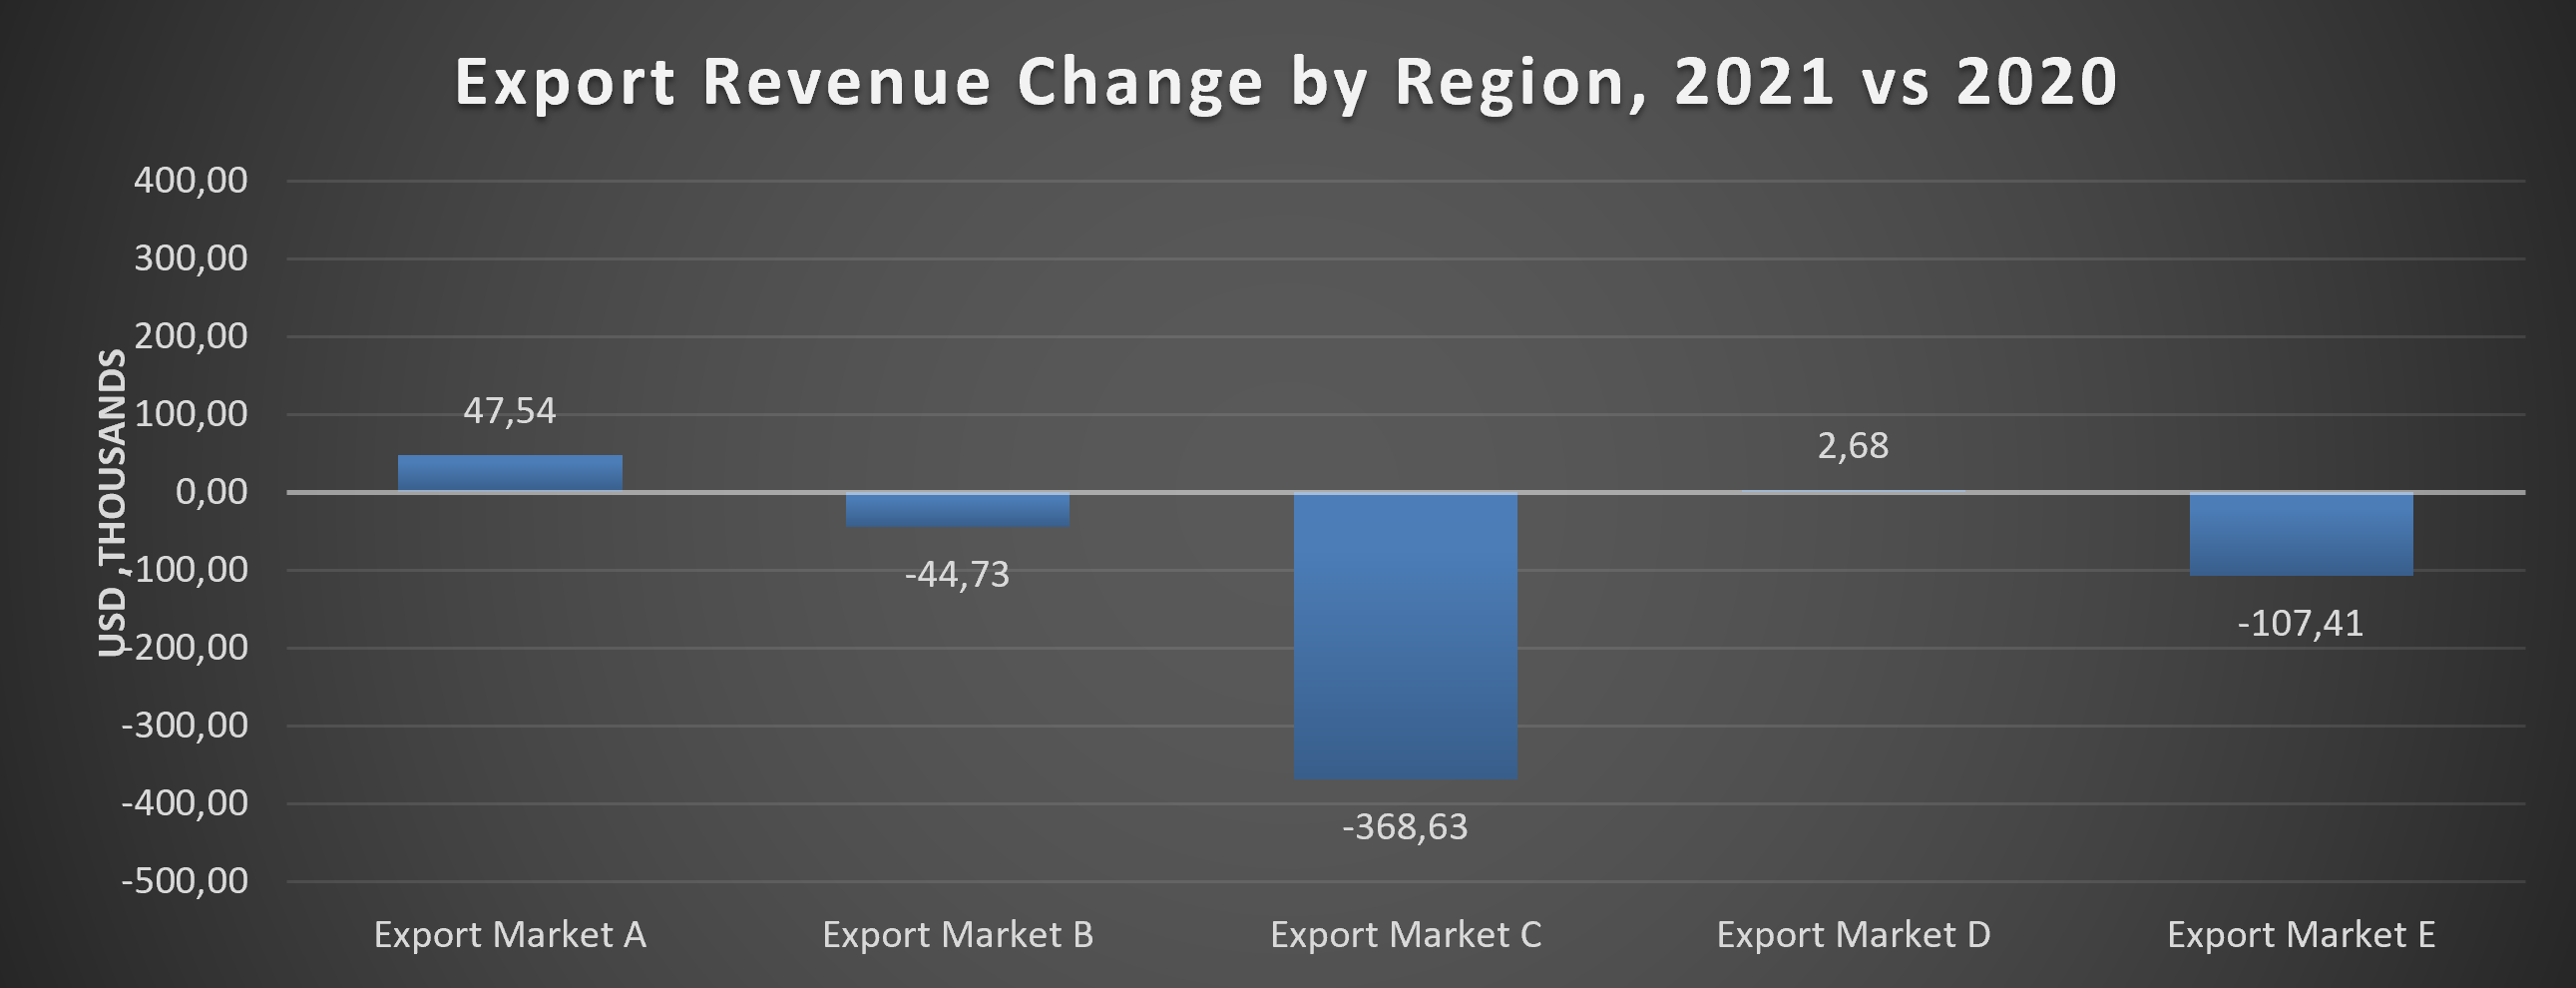 Export Revenue Change by Region, 2021 vs 2020
USD ,THOUSANDS
400,00
300,00
200,00
100,00
0,00
-100,00
-200,00
-300,00
-400,00
-500,00
47,54
-44,73
-368,63
2,68
-107,41
Export Market A
Export Market B
Export Market C
Export Market D
Export Market E